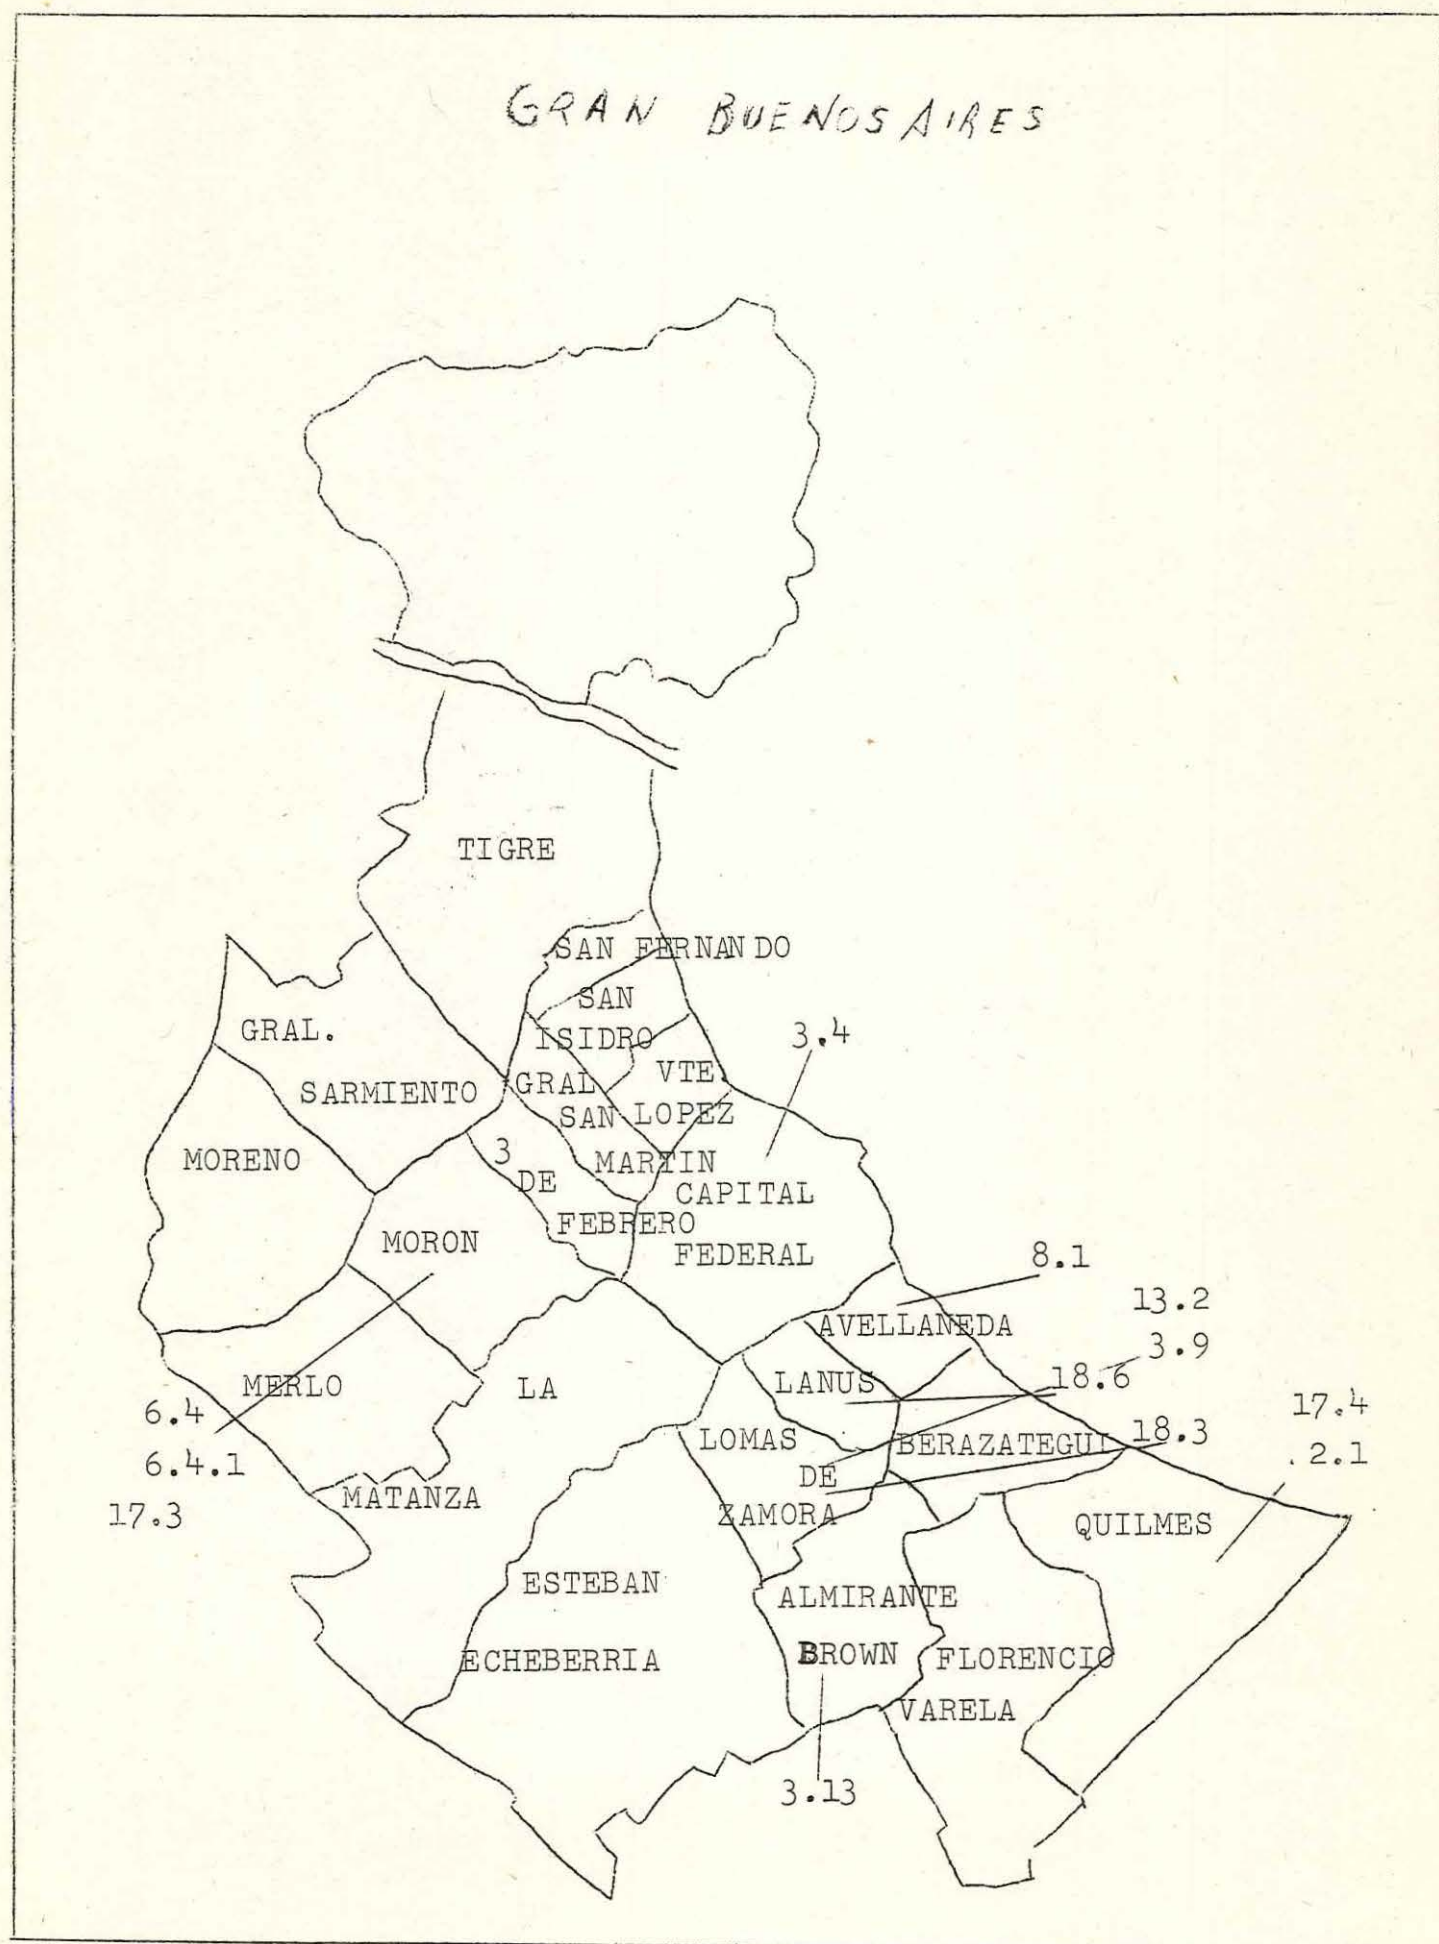 GRAN BUENOS AIRES
TIGRE
SAN FERNANDO
SAN
ISIDRO
GRAL.
SARMIENTO
3.4
VTE
LOPEZ
GRAL
SAN
MARTIN
MORENO
3
DE
FEBRERO
CAPITAL
FEDERAL
MORON
8.1
13.2
AVELLANEDA
3.9
MERLO
LA
MATANZA
LANUS
18.6
6.4
6.4.1
17.3
17.4
2.1
LOMAS
DE
ZAMORA
BERAZATEGUI
18.3
QUILMES
ESTEBAN
ECHEBERRIA
ALMIRANTE
BROWN
FLORENCIO
VARELA
3.13